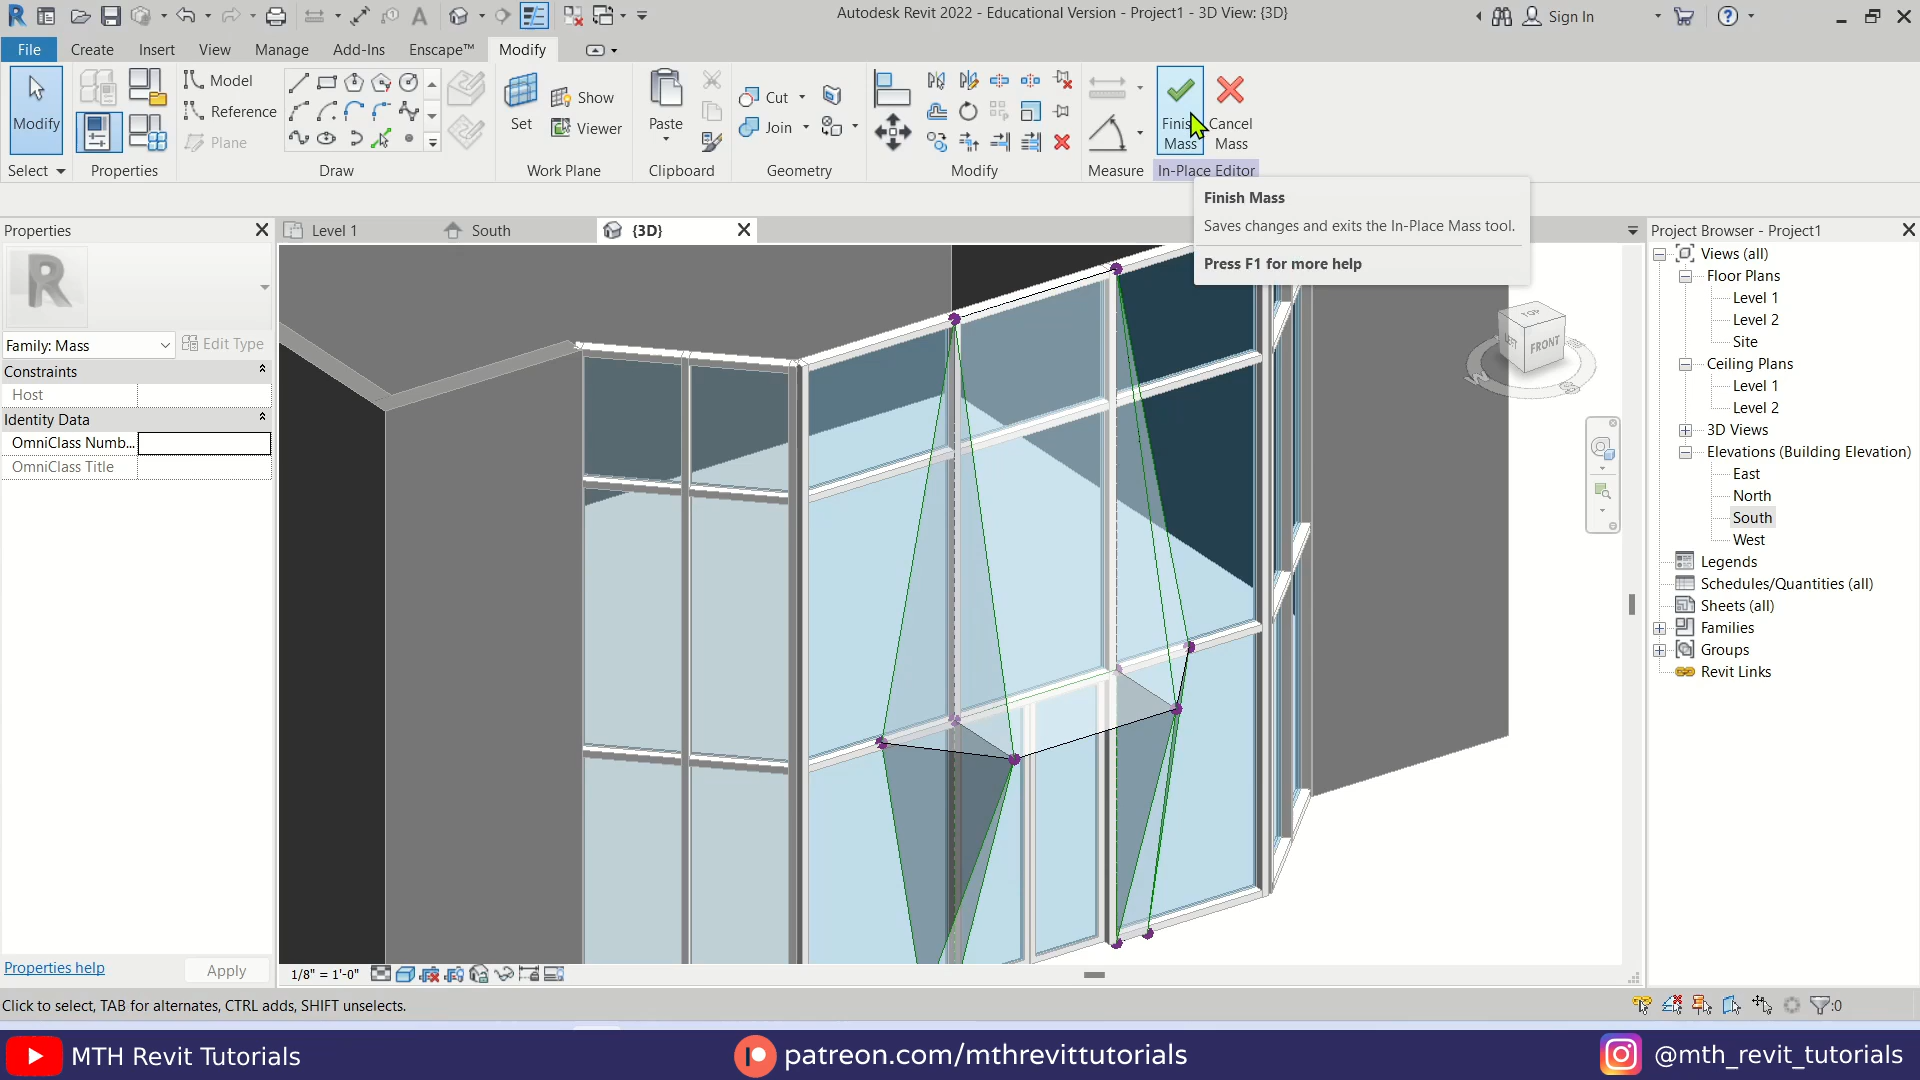 Autodesk Revit 2022 - Educational Version - Project1 - 3D View: {3D}
Sign In
File
Create
Insert
View
Manage
Add-Ins
Enscape™
Modify
Modify
Model
Reference
Plane
Set
Show
Viewer
Paste
Cut
Join
Finish
Mass
Cancel
Mass
Select
Properties
Draw
Work Plane
Clipboard
Geometry
Modify
Measure
In-Place Editor
Finish Mass
Saves changes and exits the In-Place Mass tool.
Press F1 for more help
Properties
Level 1
South
{3D}
Project Browser - Project1
R
Family: Mass
Edit Type
Constraints
Host
Identity Data
OmniClass Numb...
OmniClass Title
Properties help
Apply
TOP
LEFT
FRONT
W
S
Views (all)
Floor Plans
Level 1
Level 2
Site
Ceiling Plans
Level 1
Level 2
3D Views
Elevations (Building Elevation)
East
North
South
West
Legends
Schedules/Quantities (all)
Sheets (all)
Families
Groups
Revit Links
1/8" = 1'-0"
Click to select, TAB for alternates, CTRL adds, SHIFT unselects.
:0
MTH Revit Tutorials
patreon.com/mthrevittutorials
@mth_revit_tutorials